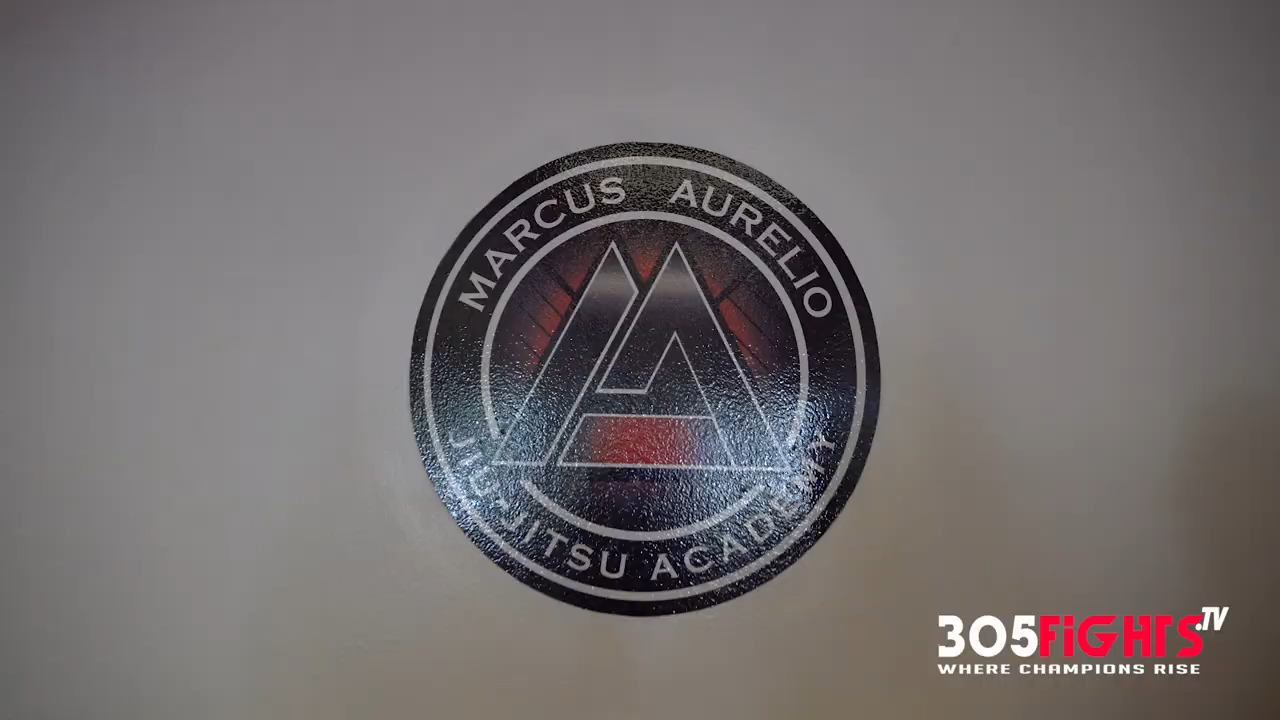 MARCUS AURELIO
JIU-JITSU ACADEMY
305FIGHTS.TV
WHERE CHAMPIONS RISE